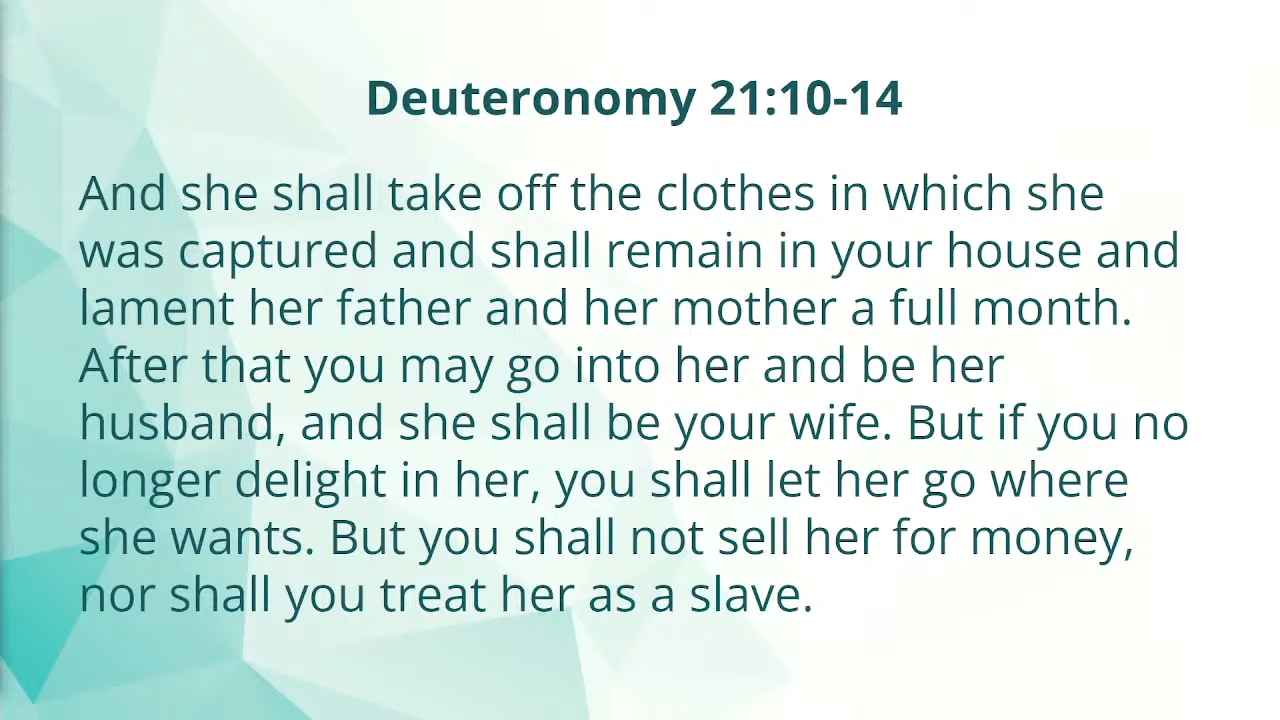 Deuteronomy 21:10-14
And she shall take off the clothes in which she
was captured and shall remain in your house and
lament her father and her mother a full month.
After that you may go into her and be her
husband, and she shall be your wife. But if you no
longer delight in her, you shall let her go where
she wants. But you shall not sell her for money,
nor shall you treat her as a slave.